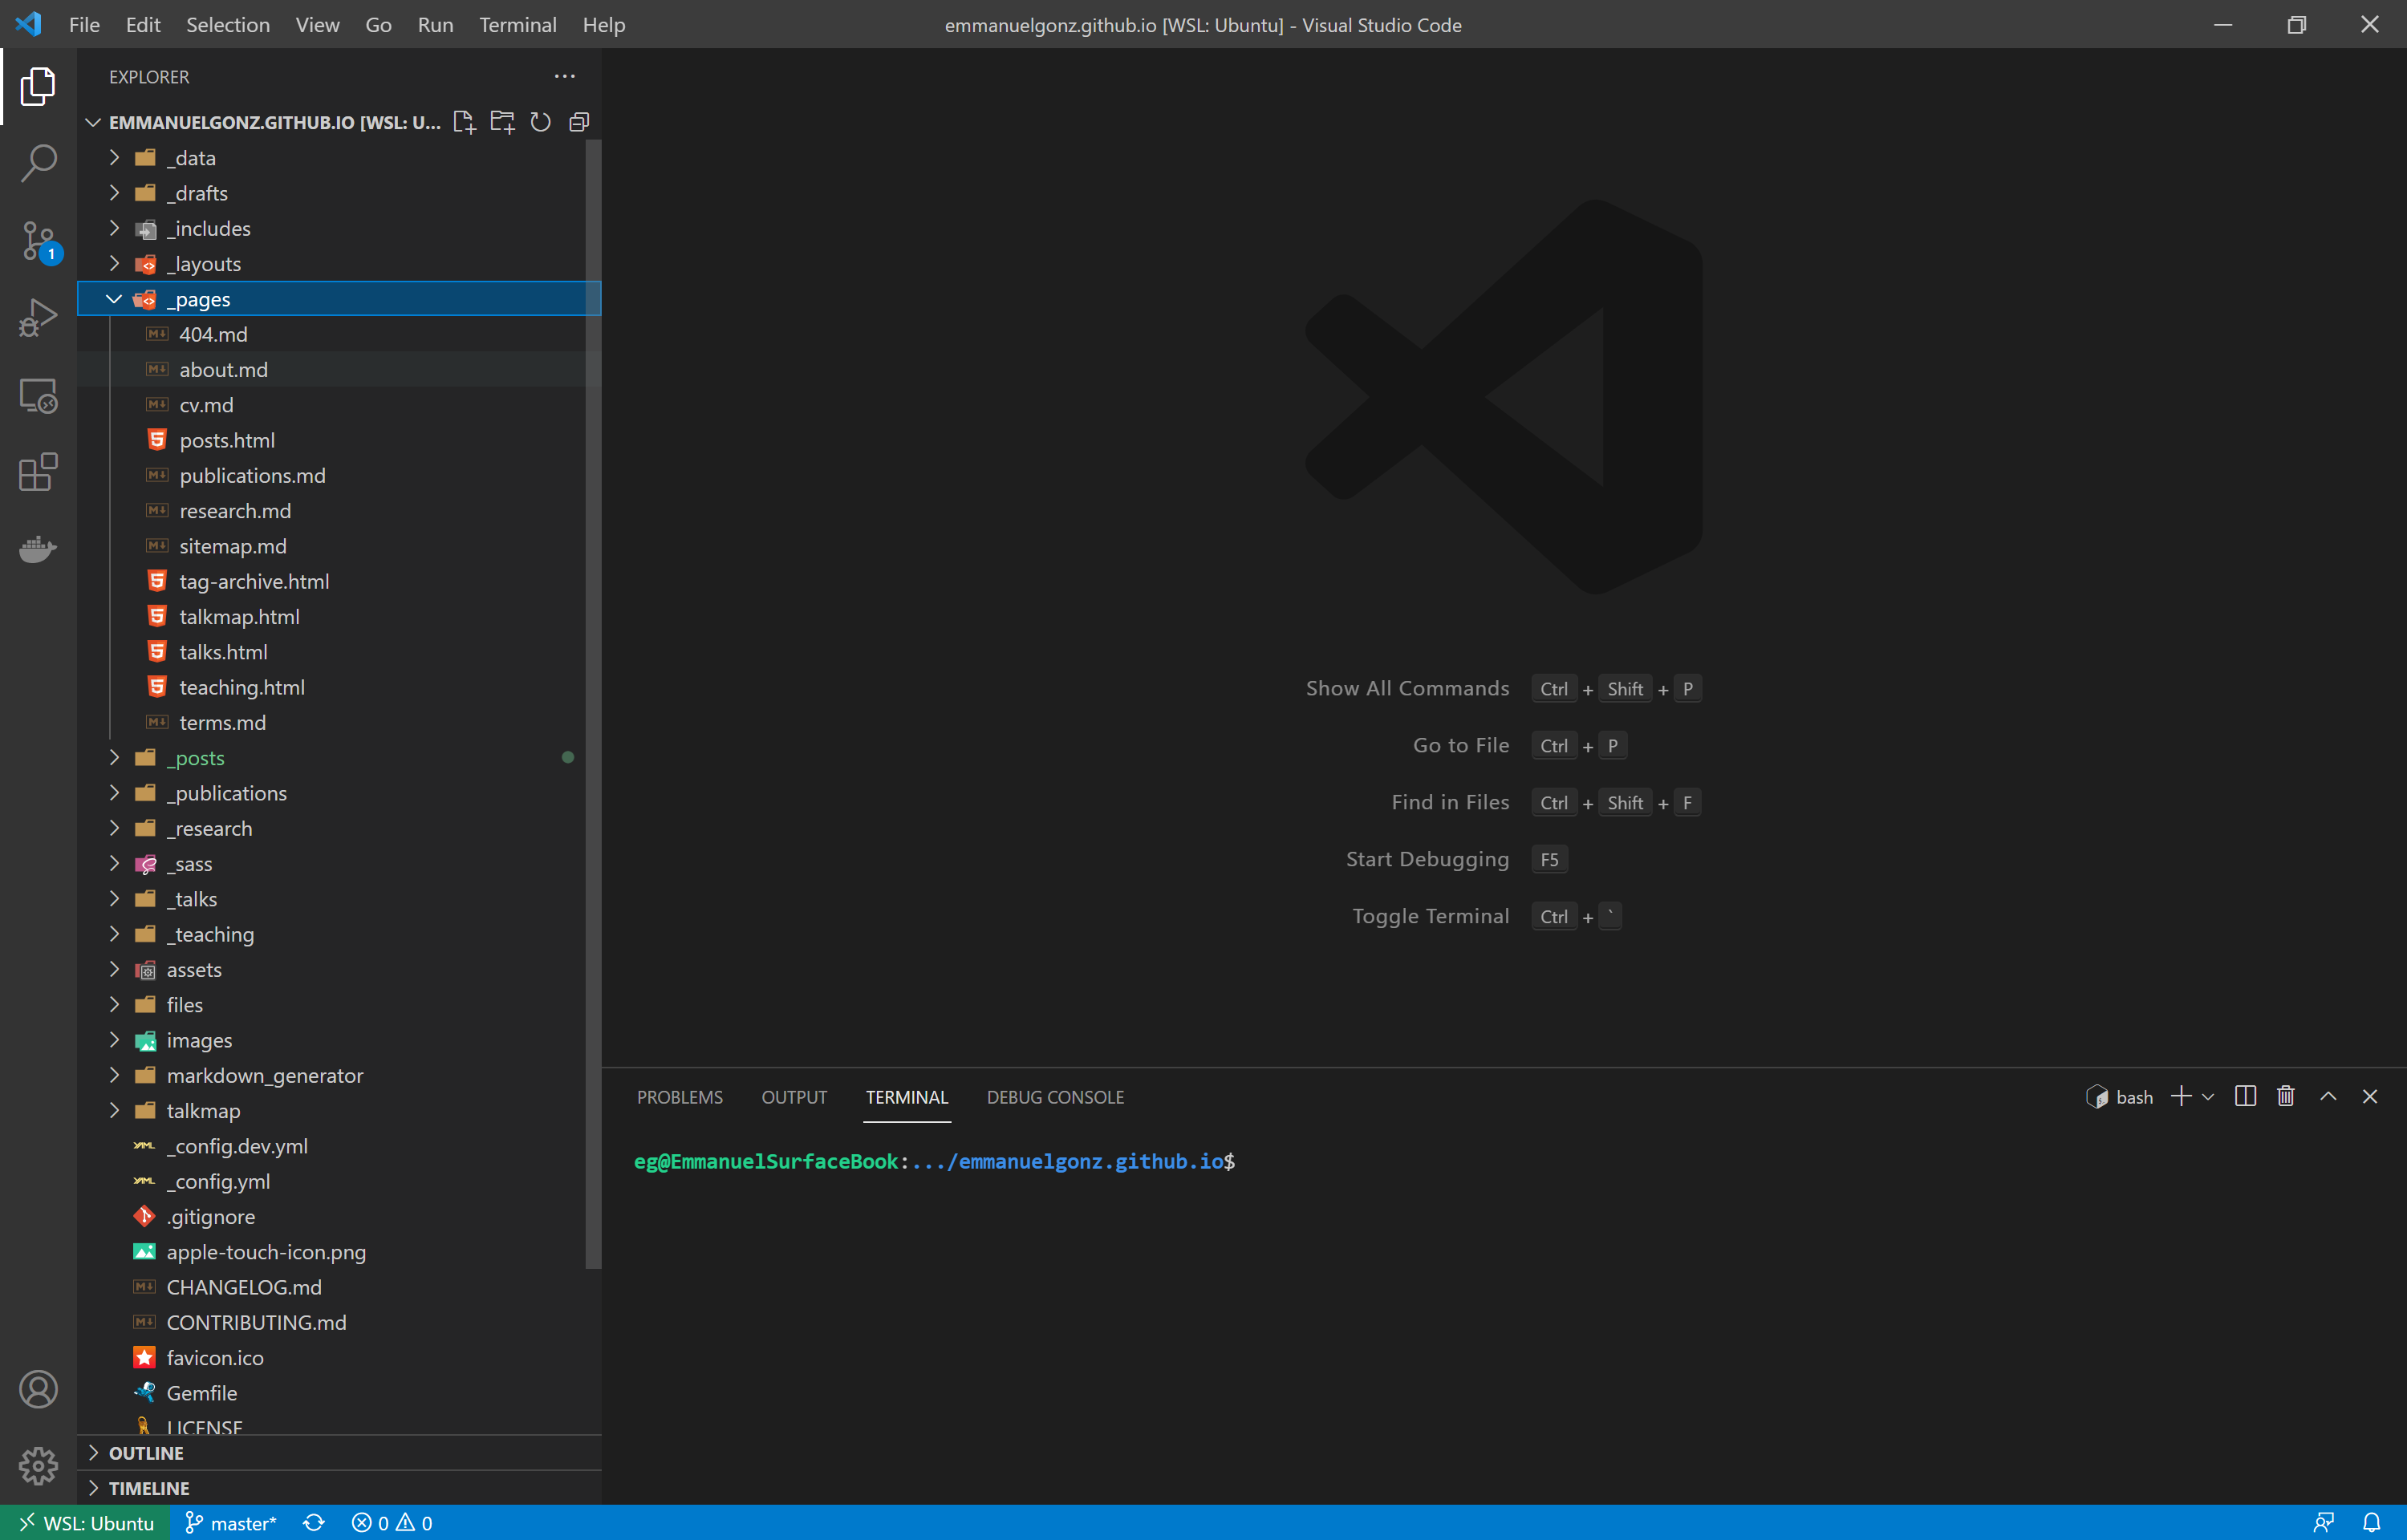 File Edit Selection View Go Run Terminal Help
emmanuelgonz.github.io [WSL: Ubuntu] - Visual Studio Code
EXPLORER
EMMANUELGONZ.GITHUB.IO [WSL: U...
_data
_drafts
_includes
_layouts
_pages
404.md
about.md
cv.md
posts.html
publications.md
research.md
sitemap.md
tag-archive.html
talkmap.html
talks.html
teaching.html
terms.md
_posts
_publications
_research
_sass
_talks
_teaching
assets
files
images
markdown_generator
talkmap
_config.dev.yml
_config.yml
.gitignore
apple-touch-icon.png
CHANGELOG.md
CONTRIBUTING.md
favicon.ico
Gemfile
LICENSE
OUTLINE
TIMELINE
1
Show All Commands Ctrl + Shift + P
Go to File Ctrl + P
Find in Files Ctrl + Shift + F
Start Debugging F5
Toggle Terminal Ctrl + `
PROBLEMS OUTPUT TERMINAL DEBUG CONSOLE
bash
eg@EmmanuelSurfaceBook:.../emmanuelgonz.github.io$
WSL: Ubuntu master* 0 0